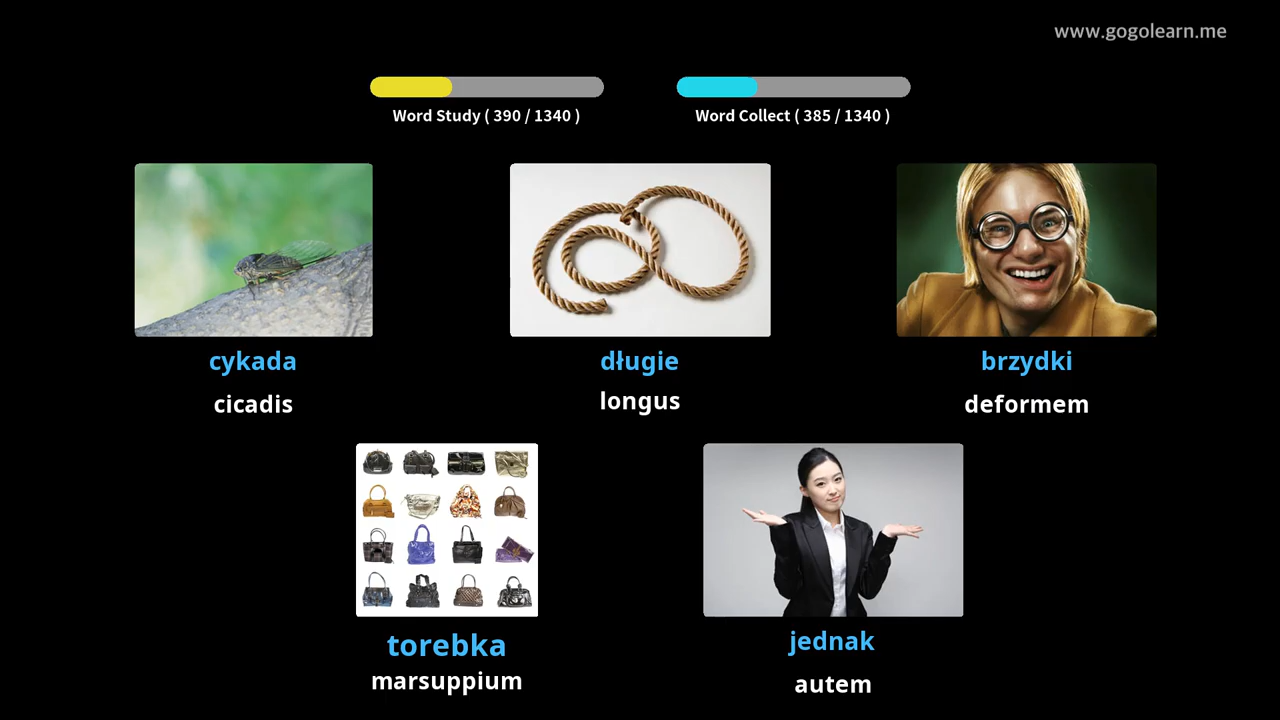 www.gogolearn.me
Word Study ( 390 / 1340 )
Word Collect ( 385 / 1340 )
cykada
długie
brzydki
cicadis
longus
deformem
torebka
jednak
marsuppium
autem